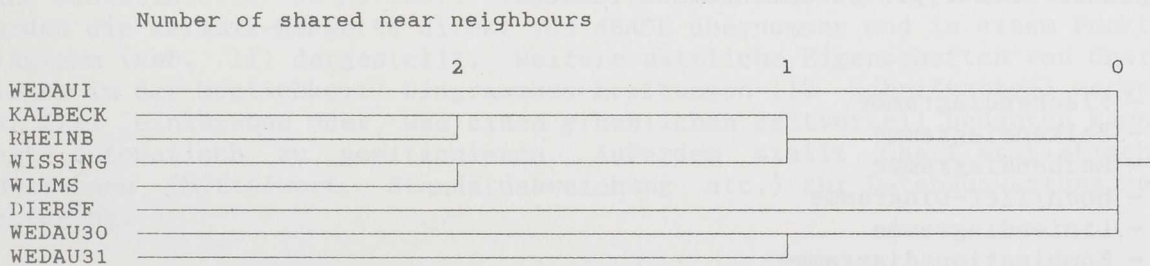 Number of shared near neighbours
2 1 0
WEDAUI
KALBECK
RHEINB
WISSING
WILMS
DIERSF
WEDAU30
WEDAU31